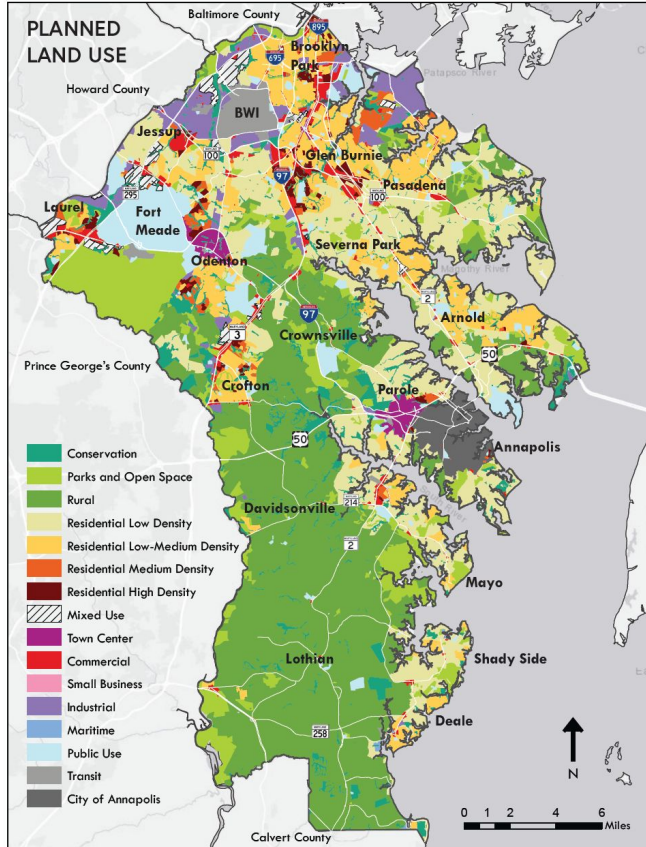 PLANNED
LAND USE
Baltimore County
895
Brooklyn
Park
695
Patapsco River
Howard County
BWI
Jessup
100
Glen Burnie
97
Pasadena
100
295
Laurel
Fort
Meade
Severna Park
Odenton
Magothy River
2
97
Arnold
3
Crownsville
50
Prince George's County
Parole
Crofton
50
Annapolis
Conservation
Parks and Open Space
Rural
Residential Low Density
Residential Low-Medium Density
Residential Medium Density
Residential High Density
Mixed Use
Town Center
Commercial
Small Business
Industrial
Maritime
Public Use
Transit
City of Annapolis
Davidsonville
214
2
Mayo
Lothian
Shady Side
Deale
258
N
0 1 2 4 6
Miles
Calvert County